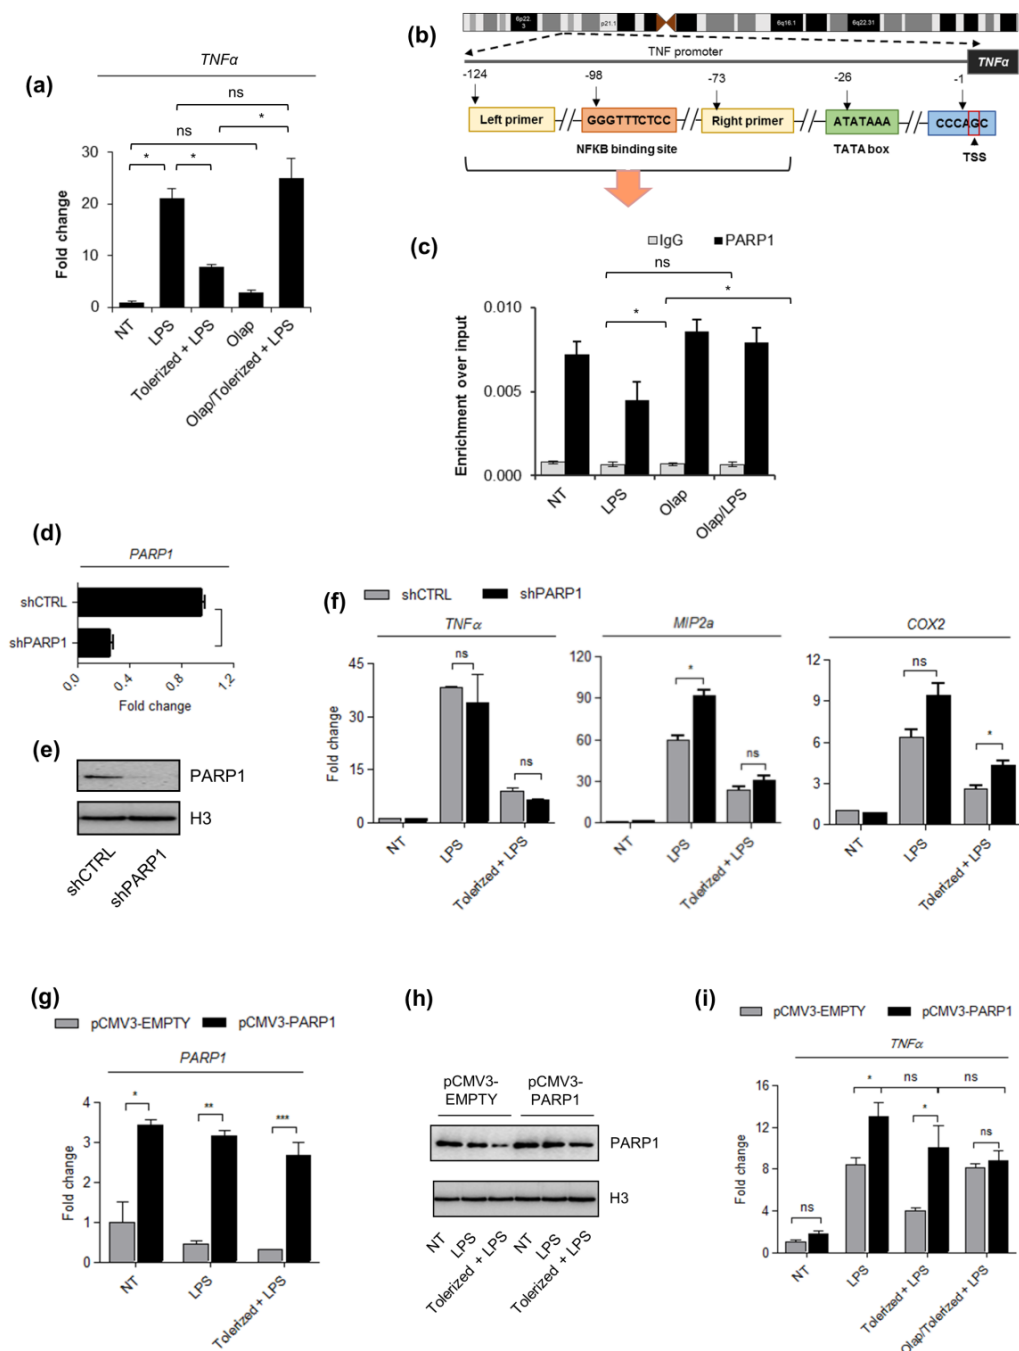 (a)
TNFα
ns
ns
*
*
*
30
20
10
0
Fold change
NT
LPS
Tolerized + LPS
Olap
Olap/Tolerized + LPS
(b)
6p22.
3
p21.1
6q16.1
6q22.31
TNF promoter
TNFα
-124
-98
-73
-26
-1
Left primer
GGGTTTCTCC
Right primer
ATATAAA
CCCAGC
NFKB binding site
TATA box
TSS
(c)
IgG
PARP1
ns
*
*
0.010
0.005
0.000
Enrichment over input
NT
LPS
Olap
Olap/LPS
(d)
PARP1
shCTRL
shPARP1
0.0
0.4
0.8
1.2
Fold change
(e)
PARP1
H3
shCTRL
shPARP1
(f)
shCTRL
shPARP1
TNFα
ns
ns
45
30
15
0
Fold change
NT
LPS
Tolerized + LPS
MIP2a
*
ns
120
90
60
30
0
NT
LPS
Tolerized + LPS
COX2
ns
*
12
9
6
3
0
NT
LPS
Tolerized + LPS
(g)
pCMV3-EMPTY
pCMV3-PARP1
PARP1
*
**
***
4
3
2
1
0
Fold change
NT
LPS
Tolerized + LPS
(h)
pCMV3-
EMPTY
pCMV3-
PARP1
PARP1
H3
NT
LPS
Tolerized + LPS
NT
LPS
Tolerized + LPS
(i)
pCMV3-EMPTY
pCMV3-PARP1
TNFα
*
ns
ns
*
ns
ns
16
12
8
4
0
Fold change
NT
LPS
Tolerized + LPS
Olap/Tolerized + LPS